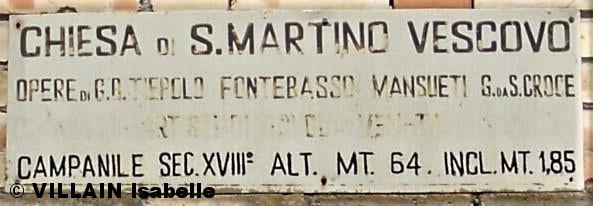 CHIESA DI S. MARTINO VESCOVO
OPERE DI G.B. TIEPOLO FONTEBASSO MANSUETI G. DA S. CROCE
CAMPANILE SEC. XVIIIº ALT. MT. 64. INCL. MT. 1,85
© VILLAIN Isabelle